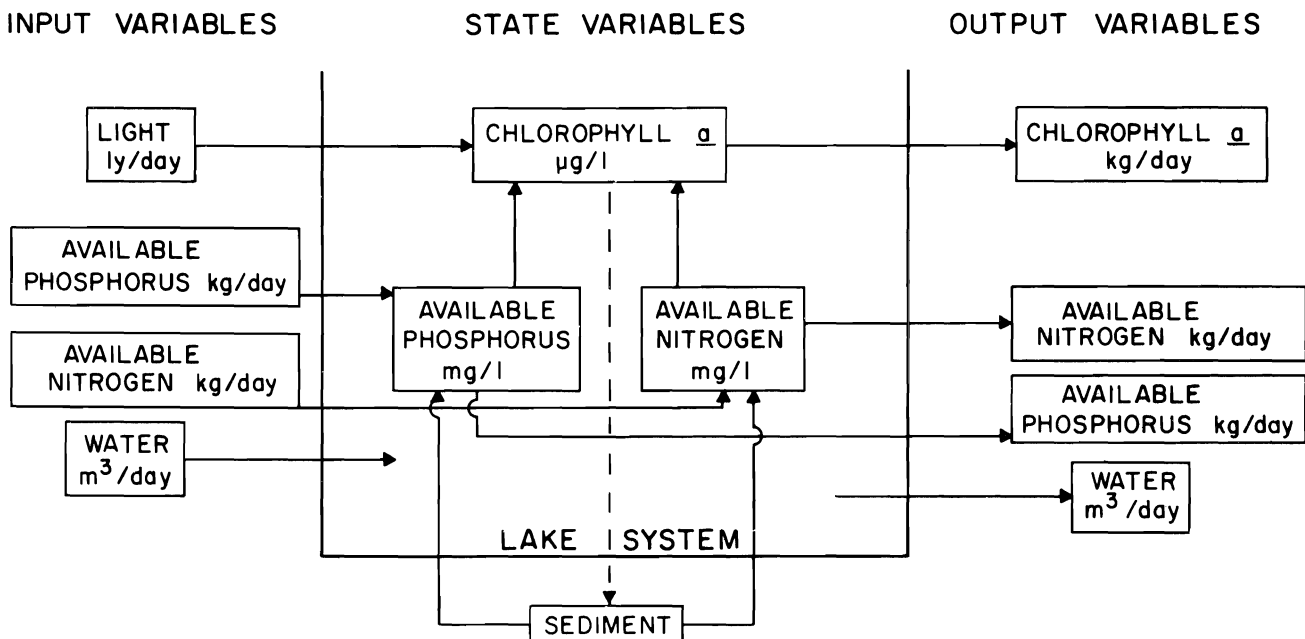 INPUT VARIABLES
STATE VARIABLES
OUTPUT VARIABLES
LIGHT
ly/day
CHLOROPHYLL a
µg/l
CHLOROPHYLL a
kg/day
AVAILABLE
PHOSPHORUS kg/day
AVAILABLE
PHOSPHORUS
mg/l
AVAILABLE
NITROGEN
mg/l
AVAILABLE
NITROGEN kg/day
AVAILABLE
NITROGEN kg/day
AVAILABLE
PHOSPHORUS kg/day
WATER
m³/day
WATER
m³/day
LAKE SYSTEM
SEDIMENT